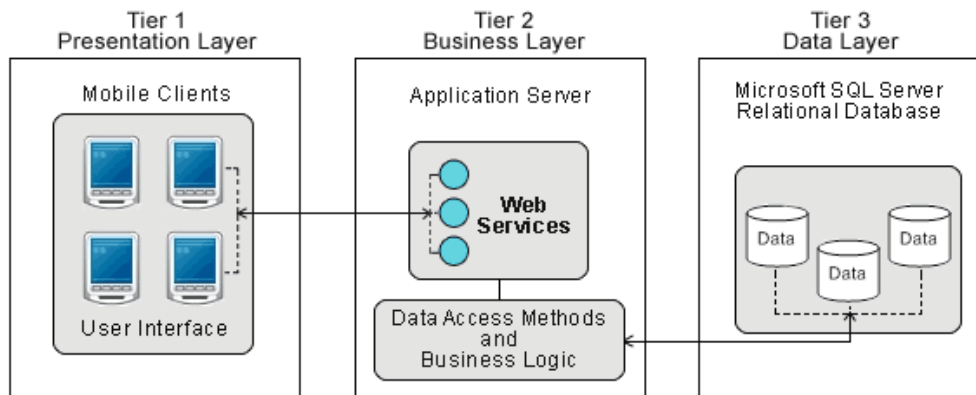 Tier 1
Presentation Layer
Mobile Clients
User Interface
Tier 2
Business Layer
Application Server
Web
Services
Data Access Methods
and
Business Logic
Tier 3
Data Layer
Microsoft SQL Server
Relational Database
Data
Data
Data